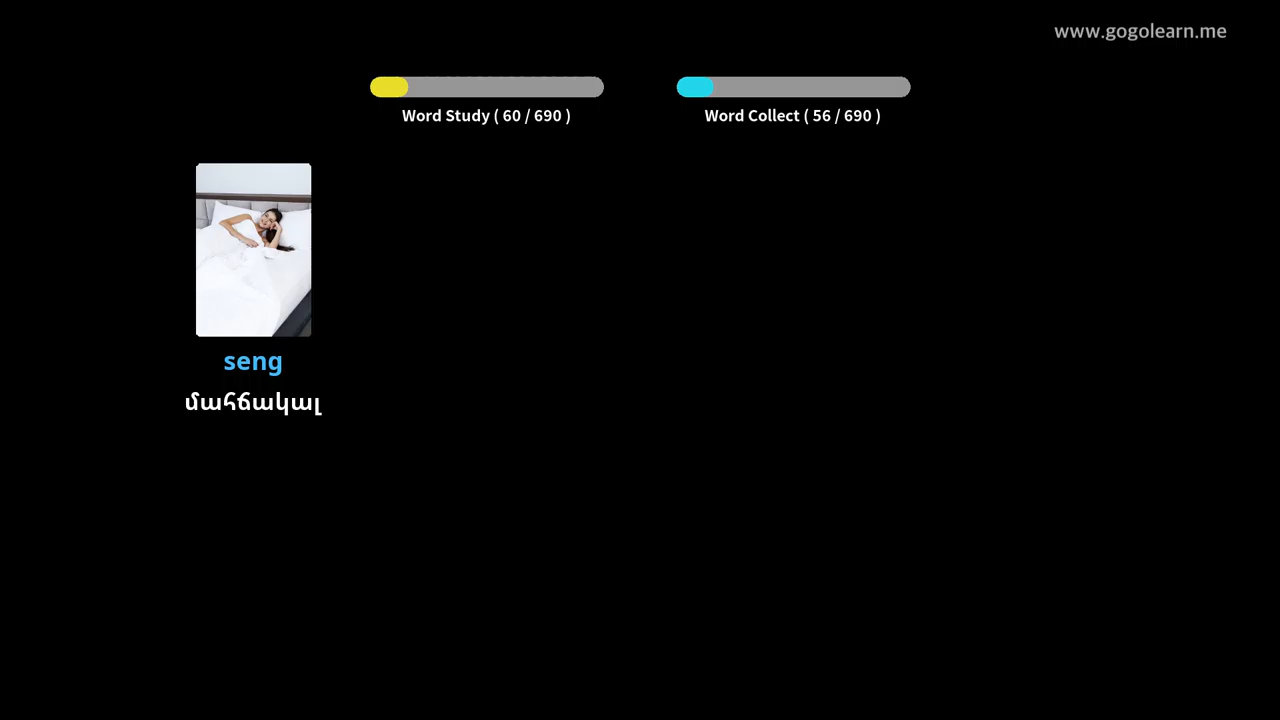 www.gogolearn.me
Word Study ( 60 / 690 )
Word Collect ( 56 / 690 )
seng
մահճակալ